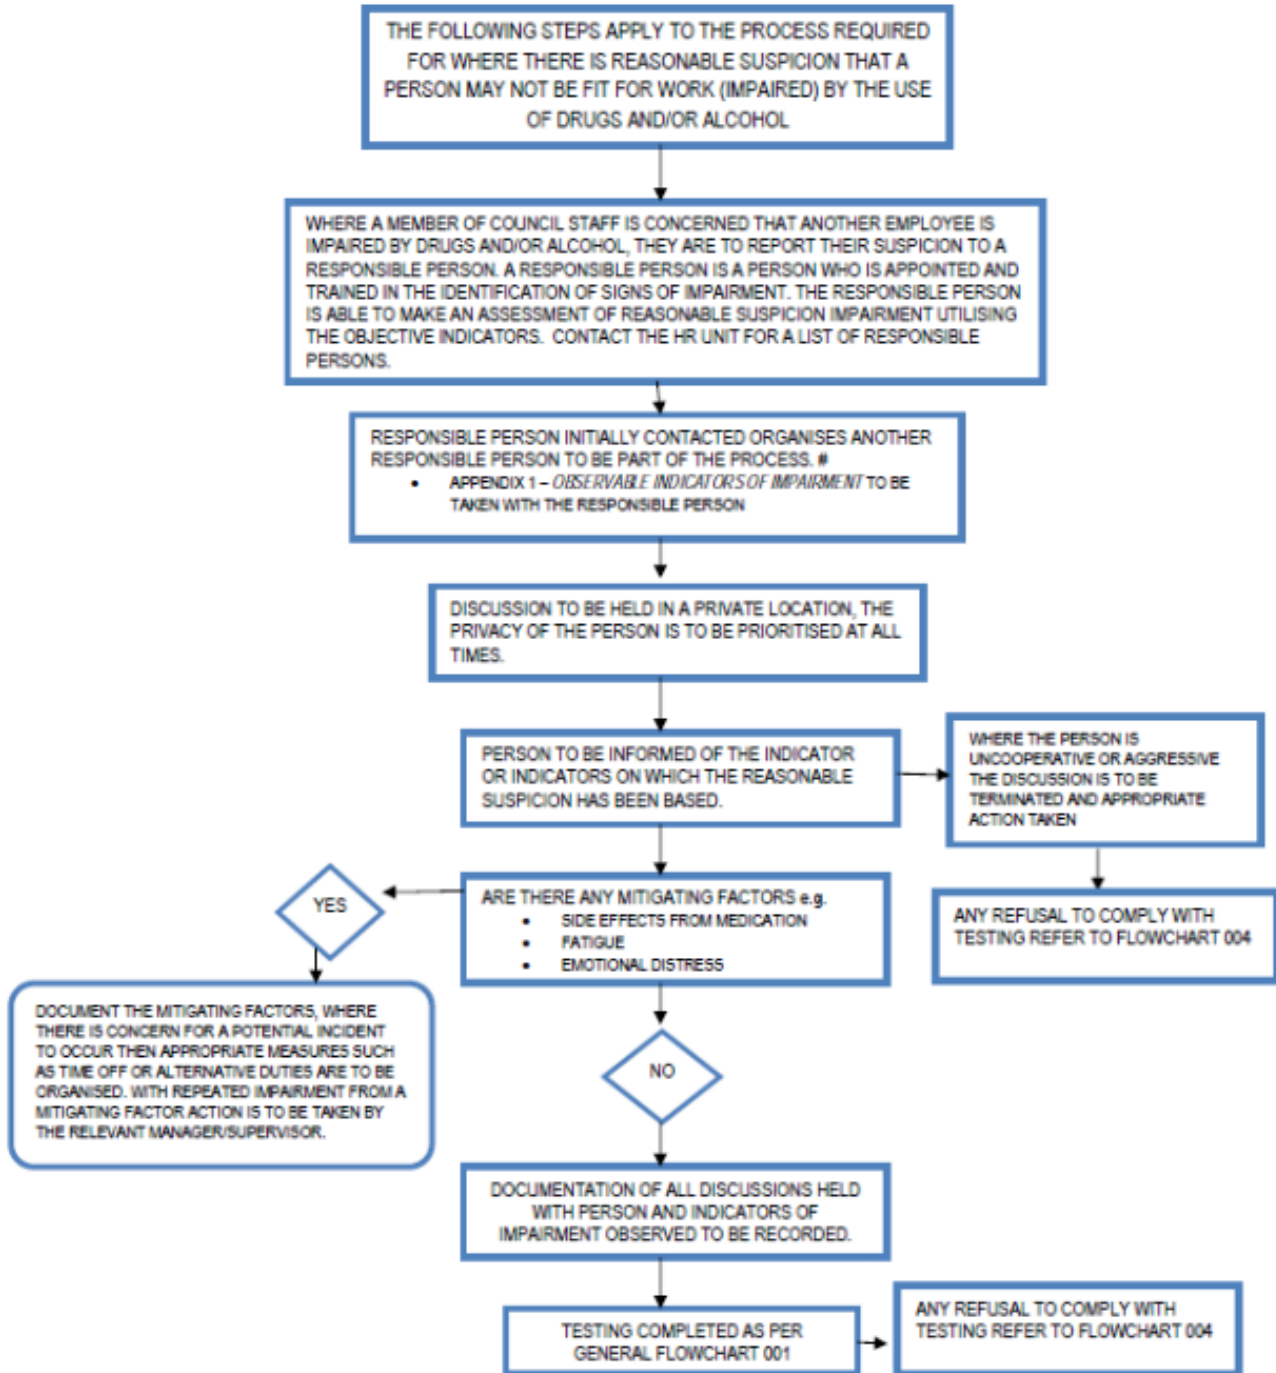 THE FOLLOWING STEPS APPLY TO THE PROCESS REQUIRED
FOR WHERE THERE IS REASONABLE SUSPICION THAT A
PERSON MAY NOT BE FIT FOR WORK (IMPAIRED) BY THE USE
OF DRUGS AND/OR ALCOHOL
WHERE A MEMBER OF COUNCIL STAFF IS CONCERNED THAT ANOTHER EMPLOYEE IS
IMPAIRED BY DRUGS AND/OR ALCOHOL, THEY ARE TO REPORT THEIR SUSPICION TO A
RESPONSIBLE PERSON. A RESPONSIBLE PERSON IS A PERSON WHO IS APPOINTED AND
TRAINED IN THE IDENTIFICATION OF SIGNS OF IMPAIRMENT. THE RESPONSIBLE PERSON
IS ABLE TO MAKE AN ASSESSMENT OF REASONABLE SUSPICION IMPAIRMENT UTILISING
THE OBJECTIVE INDICATORS. CONTACT THE HR UNIT FOR A LIST OF RESPONSIBLE
PERSONS.
RESPONSIBLE PERSON INITIALLY CONTACTED ORGANISES ANOTHER
RESPONSIBLE PERSON TO BE PART OF THE PROCESS. #
• APPENDIX 1 – OBSERVABLE INDICATORS OF IMPAIRMENT TO BE
TAKEN WITH THE RESPONSIBLE PERSON
DISCUSSION TO BE HELD IN A PRIVATE LOCATION, THE
PRIVACY OF THE PERSON IS TO BE PRIORITISED AT ALL
TIMES.
PERSON TO BE INFORMED OF THE INDICATOR
OR INDICATORS ON WHICH THE REASONABLE
SUSPICION HAS BEEN BASED.
WHERE THE PERSON IS
UNCOOPERATIVE OR AGGRESSIVE
THE DISCUSSION IS TO BE
TERMINATED AND APPROPRIATE
ACTION TAKEN
ANY REFUSAL TO COMPLY WITH
TESTING REFER TO FLOWCHART 004
ARE THERE ANY MITIGATING FACTORS e.g.
• SIDE EFFECTS FROM MEDICATION
• FATIGUE
• EMOTIONAL DISTRESS
YES
DOCUMENT THE MITIGATING FACTORS, WHERE
THERE IS CONCERN FOR A POTENTIAL INCIDENT
TO OCCUR THEN APPROPRIATE MEASURES SUCH
AS TIME OFF OR ALTERNATIVE DUTIES ARE TO BE
ORGANISED. WITH REPEATED IMPAIRMENT FROM A
MITIGATING FACTOR ACTION IS TO BE TAKEN BY
THE RELEVANT MANAGER/SUPERVISOR.
NO
DOCUMENTATION OF ALL DISCUSSIONS HELD
WITH PERSON AND INDICATORS OF
IMPAIRMENT OBSERVED TO BE RECORDED.
TESTING COMPLETED AS PER
GENERAL FLOWCHART 001
ANY REFUSAL TO COMPLY WITH
TESTING REFER TO FLOWCHART 004